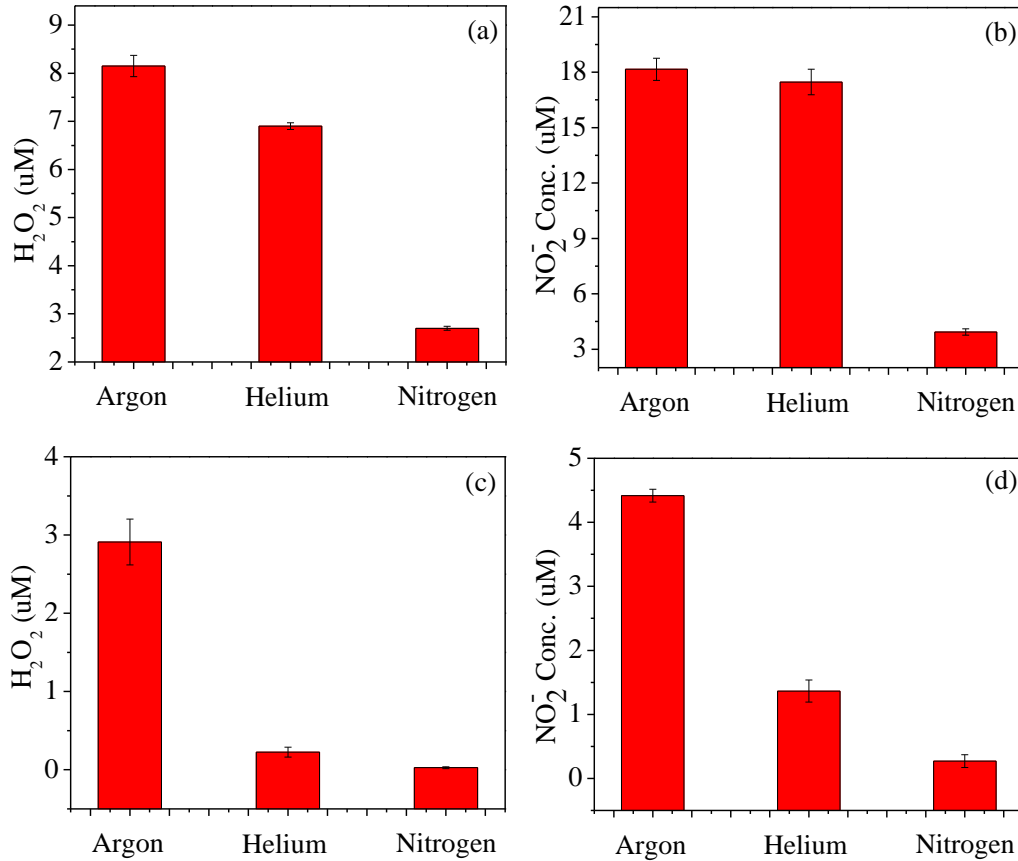 (a)
H₂O₂ (uM)
9
8
7
6
5
4
3
2
Argon Helium Nitrogen
(b)
NO₂⁻ Conc. (uM)
21
18
15
12
9
6
3
Argon Helium Nitrogen
(c)
H₂O₂ (uM)
4
3
2
1
0
Argon Helium Nitrogen
(d)
NO₂⁻ Conc. (uM)
5
4
3
2
1
0
Argon Helium Nitrogen